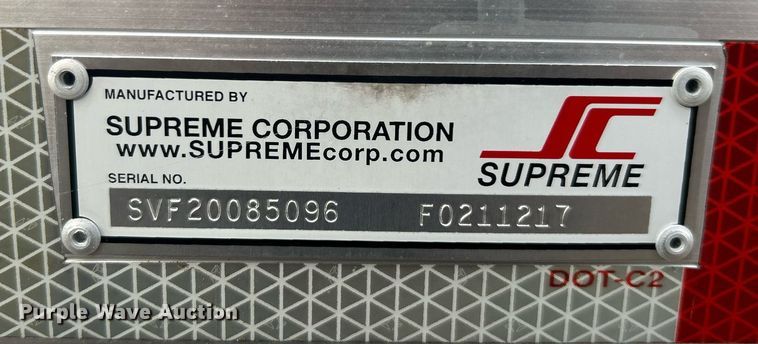 MANUFACTURED BY
SUPREME CORPORATION
www.SUPREMEcorp.com
SERIAL NO.
SVF20085096 F0211217
SC
SUPREME
DOT-C2
Purple Wave Auction